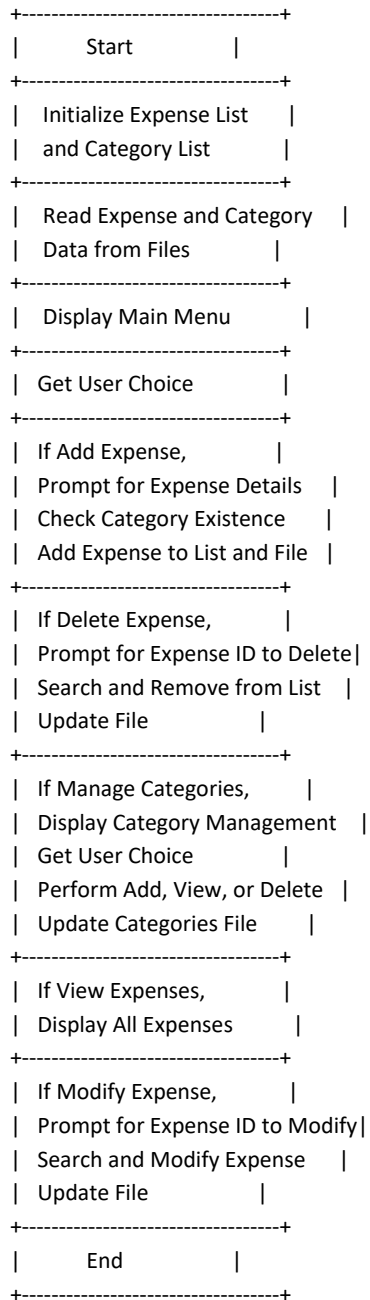 +-----------------------------------+
|          Start               |
+-----------------------------------+
|   Initialize Expense List     |
|   and Category List          |
+-----------------------------------+
|   Read Expense and Category    |
|   Data from Files           |
+-----------------------------------+
|   Display Main Menu          |
+-----------------------------------+
|  Get User Choice            |
+-----------------------------------+
|  If Add Expense,            |
|  Prompt for Expense Details    |
|  Check Category Existence     |
|  Add Expense to List and File  |
+-----------------------------------+
|  If Delete Expense,          |
|  Prompt for Expense ID to Delete|
|  Search and Remove from List   |
|  Update File               |
+-----------------------------------+
|  If Manage Categories,        |
|  Display Category Management   |
|  Get User Choice            |
|  Perform Add, View, or Delete  |
|  Update Categories File       |
+-----------------------------------+
|  If View Expenses,           |
|  Display All Expenses        |
+-----------------------------------+
|  If Modify Expense,          |
|  Prompt for Expense ID to Modify|
|  Search and Modify Expense     |
|  Update File               |
+-----------------------------------+
|          End                |
+-----------------------------------+